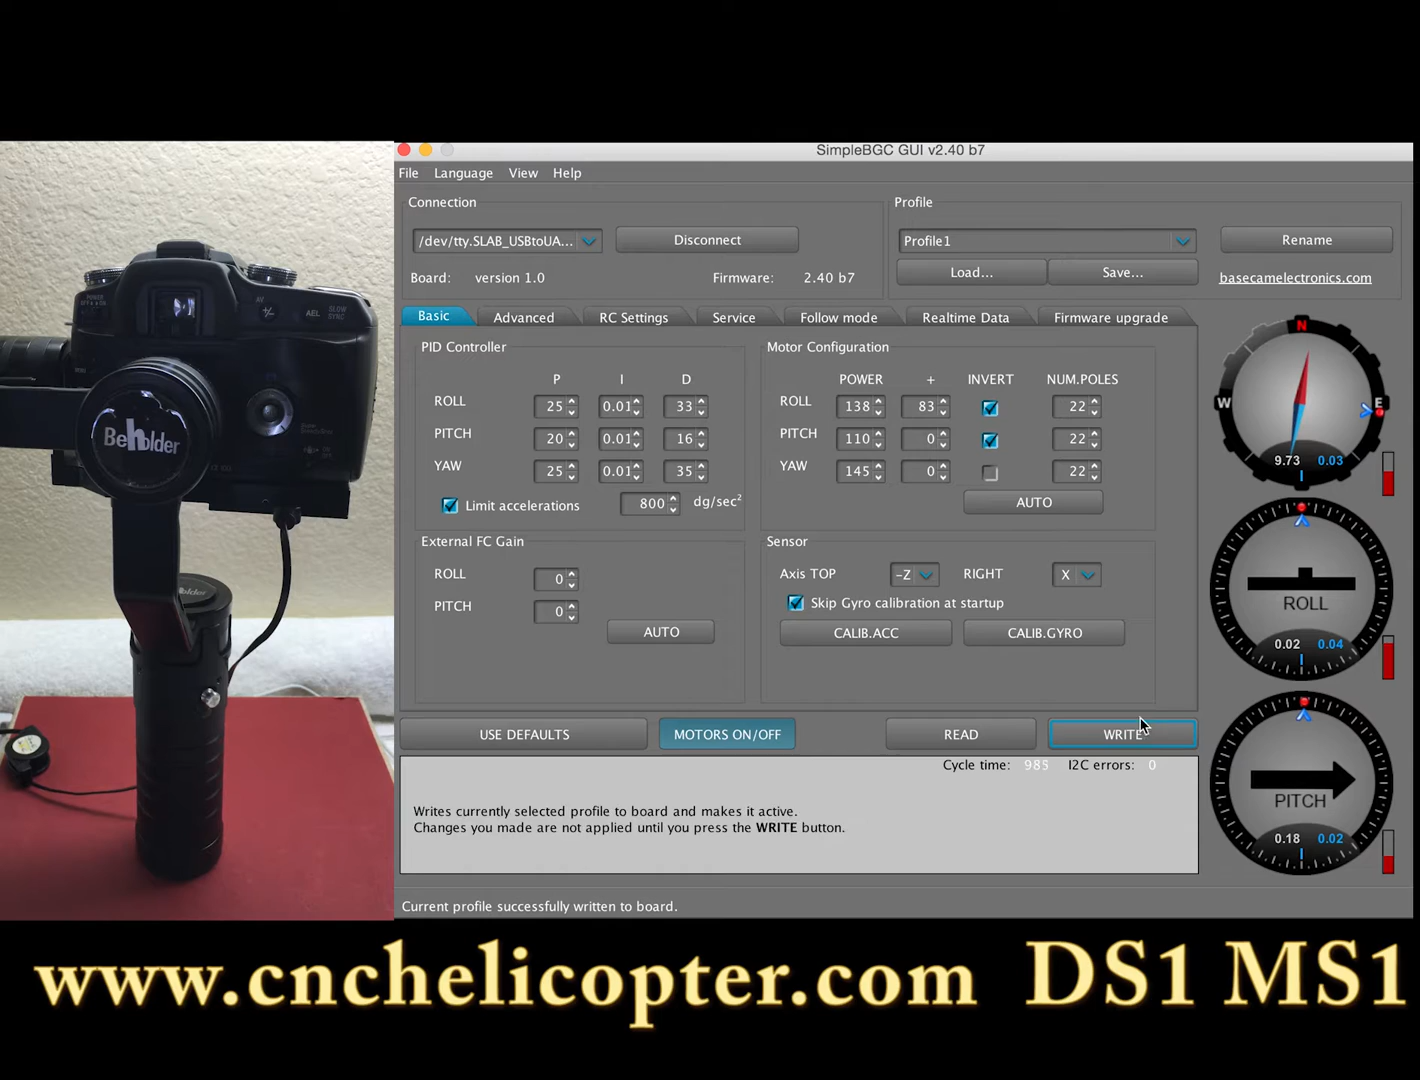 SimpleBGC GUI v2.40 b7
File Language View Help
Connection
/dev/tty.SLAB_USBtoUA...
Disconnect
Board: version 1.0 Firmware: 2.40 b7
Profile
Profile1
Rename
Load...
Save...
basecamelectronics.com
Basic Advanced RC Settings Service Follow mode Realtime Data Firmware upgrade
PID Controller
P I D
ROLL 25 0.01 33
PITCH 20 0.01 16
YAW 25 0.01 35
Limit accelerations 800 dg/sec²
External FC Gain
ROLL 0
PITCH 0
AUTO
Motor Configuration
POWER + INVERT NUM.POLES
ROLL 138 83 22
PITCH 110 0 22
YAW 145 0 22
AUTO
Sensor
Axis TOP -Z RIGHT X
Skip Gyro calibration at startup
CALIB.ACC CALIB.GYRO
N
W E
9.73 0.03
ROLL
0.02 0.04
PITCH
0.18 0.02
USE DEFAULTS MOTORS ON/OFF READ WRITE
Cycle time: 985 I2C errors: 0
Writes currently selected profile to board and makes it active.
Changes you made are not applied until you press the WRITE button.
Current profile successfully written to board.
POWER
AV
+/-
AEL
SLOW
SYNC
Beholder
www.cnchelicopter.com DS1 MS1